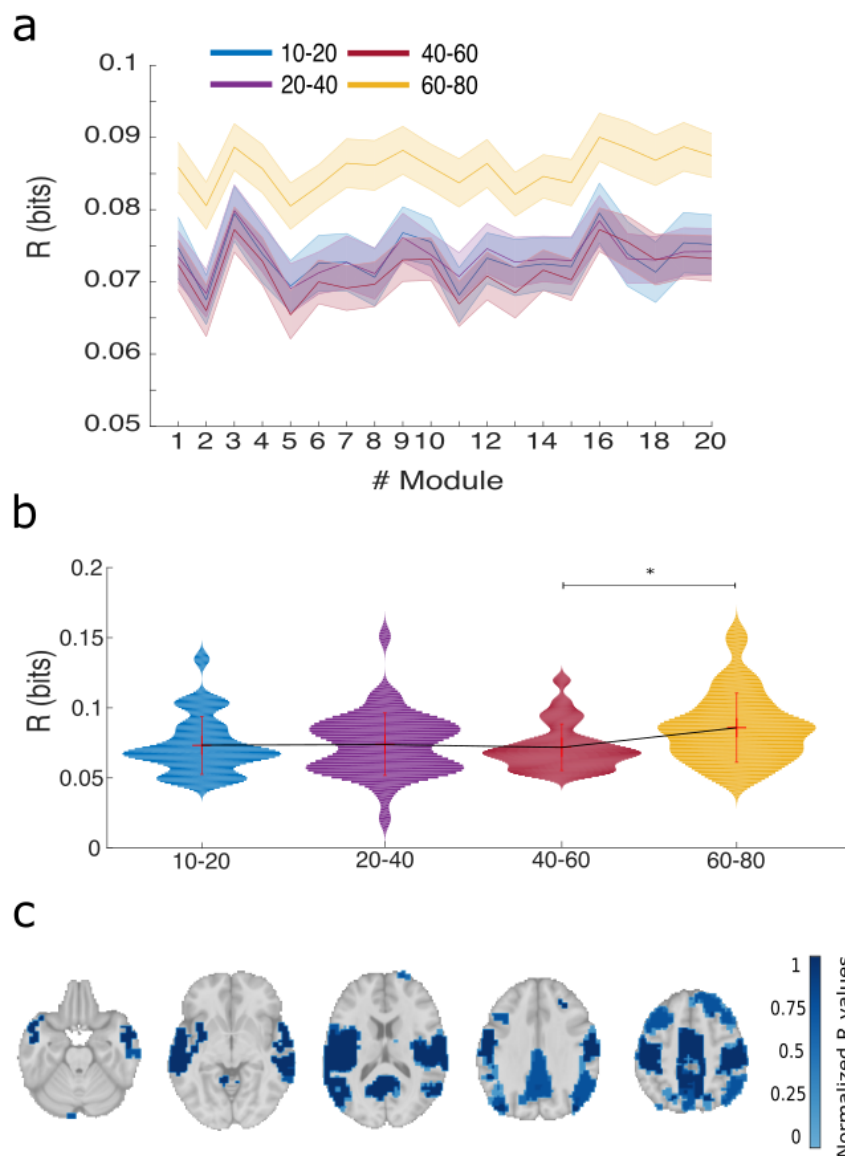 a
10-20 40-60
20-40 60-80
0.1
0.09
0.08
0.07
0.06
0.05
R (bits)
1 2 3 4 5 6 7 8 9 10 12 14 16 18 20
# Module
b
0.2
0.15
0.1
0.05
0
R (bits)
*
10-20 20-40 40-60 60-80
c
1
0.75
0.5
0.25
0
Normalized R values